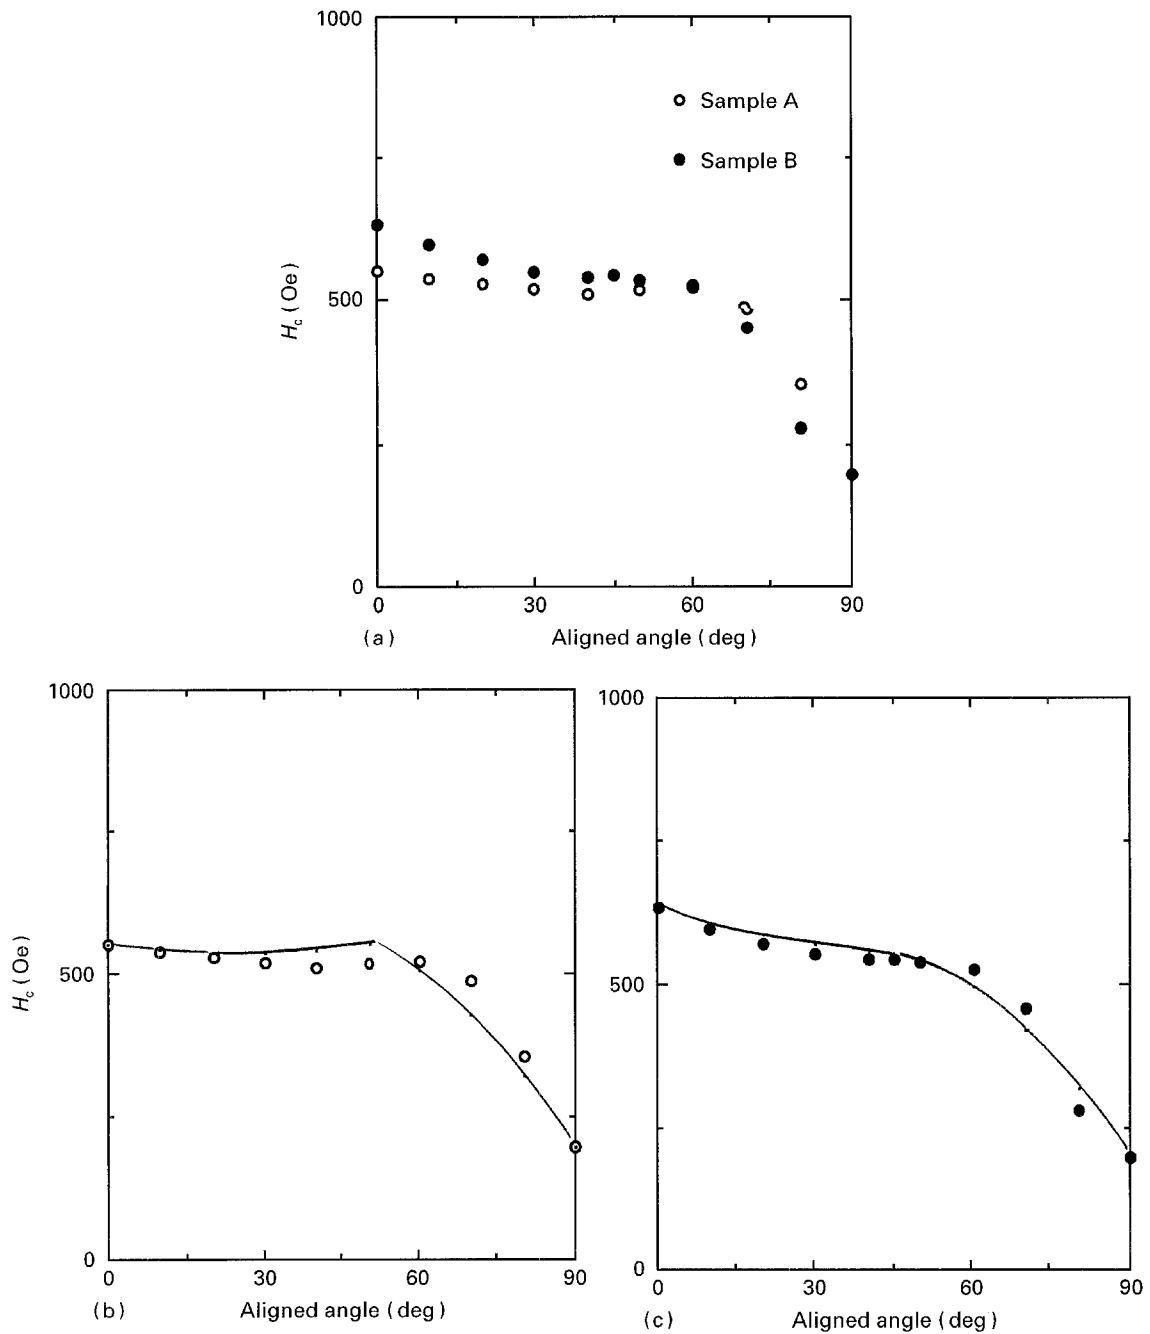 1000
Sample A
Sample B
H_c (Oe)
500
0
0 30 60 90
(a) Aligned angle (deg)
1000
H_c (Oe)
500
0
0 30 60 90
(b) Aligned angle (deg)
1000
500
0
0 30 60 90
(c) Aligned angle (deg)